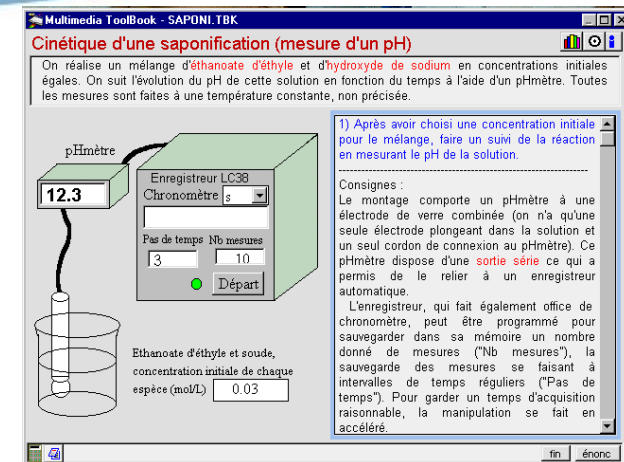 Multimedia ToolBook - SAPONI.TBK
Cinétique d'une saponification (mesure d'un pH)
On réalise un mélange d'éthanoate d'éthyle et d'hydroxyde de sodium en concentrations initiales
égales. On suit l'évolution du pH de cette solution en fonction du temps à l'aide d'un pHmètre. Toutes
les mesures sont faites à une température constante, non précisée.
pHmètre
12.3
Enregistreur LC38
Chronomètre s
Pas de temps Nb mesures
3 10
Départ
Ethanoate d'éthyle et soude,
concentration initiale de chaque
espèce (mol/L) 0.03
1) Après avoir choisi une concentration initiale
pour le mélange, faire un suivi de la réaction
en mesurant le pH de la solution.
Consignes :
Le montage comporte un pHmètre à une
électrode de verre combinée (on n'a qu'une
seule électrode plongeant dans la solution et
un seul cordon de connexion au pHmètre). Ce
pHmètre dispose d'une sortie série ce qui a
permis de le relier à un enregistreur
automatique.
L'enregistreur, qui fait également office de
chronomètre, peut être programmé pour
sauvegarder dans sa mémoire un nombre
donné de mesures ("Nb mesures"), la
sauvegarde des mesures se faisant à
intervalles de temps réguliers ("Pas de
temps"). Pour garder un temps d'acquisition
raisonnable, la manipulation se fait en
accéléré.
fin énonc